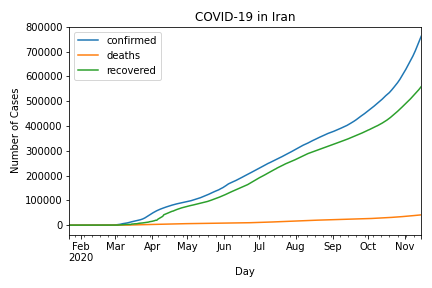 COVID-19 in Iran
800000
700000
600000
500000
400000
300000
200000
100000
0
Number of Cases
confirmed
deaths
recovered
Feb Mar Apr May Jun Jul Aug Sep Oct Nov
2020
Day